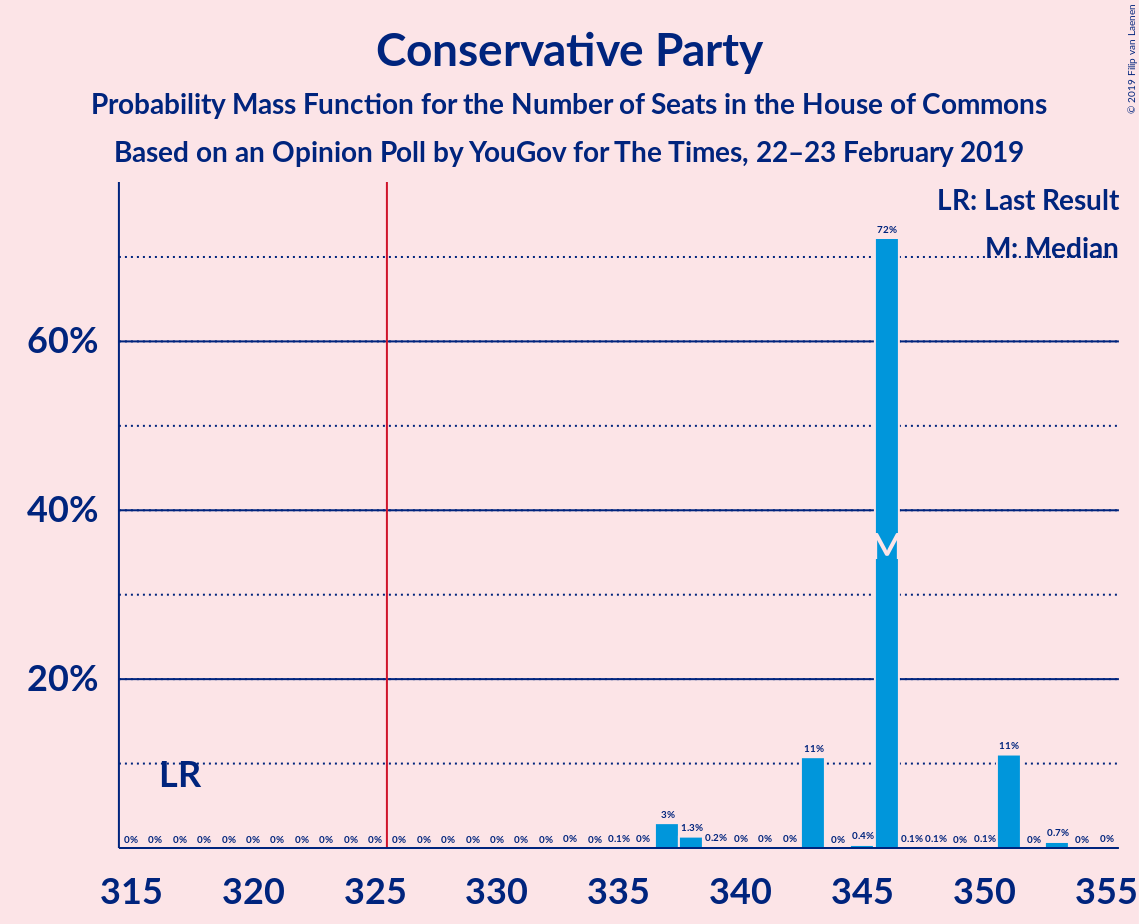 © 2019 Filip van Laenen
Conservative Party
Probability Mass Function for the Number of Seats in the House of Commons
Based on an Opinion Poll by YouGov for The Times, 22–23 February 2019
LR: Last Result
M: Median
72%
60%
40%
M
20%
11% 11%
LR
3%
1.3%
0% 0% 0% 0% 0% 0% 0% 0% 0% 0% 0% 0% 0% 0% 0% 0% 0% 0% 0% 0% 0.1% 0% 0.2% 0% 0% 0% 0% 0.4% 0.1% 0.1% 0% 0.1% 0% 0.7% 0% 0%
315 320 325 330 335 340 345 350 355